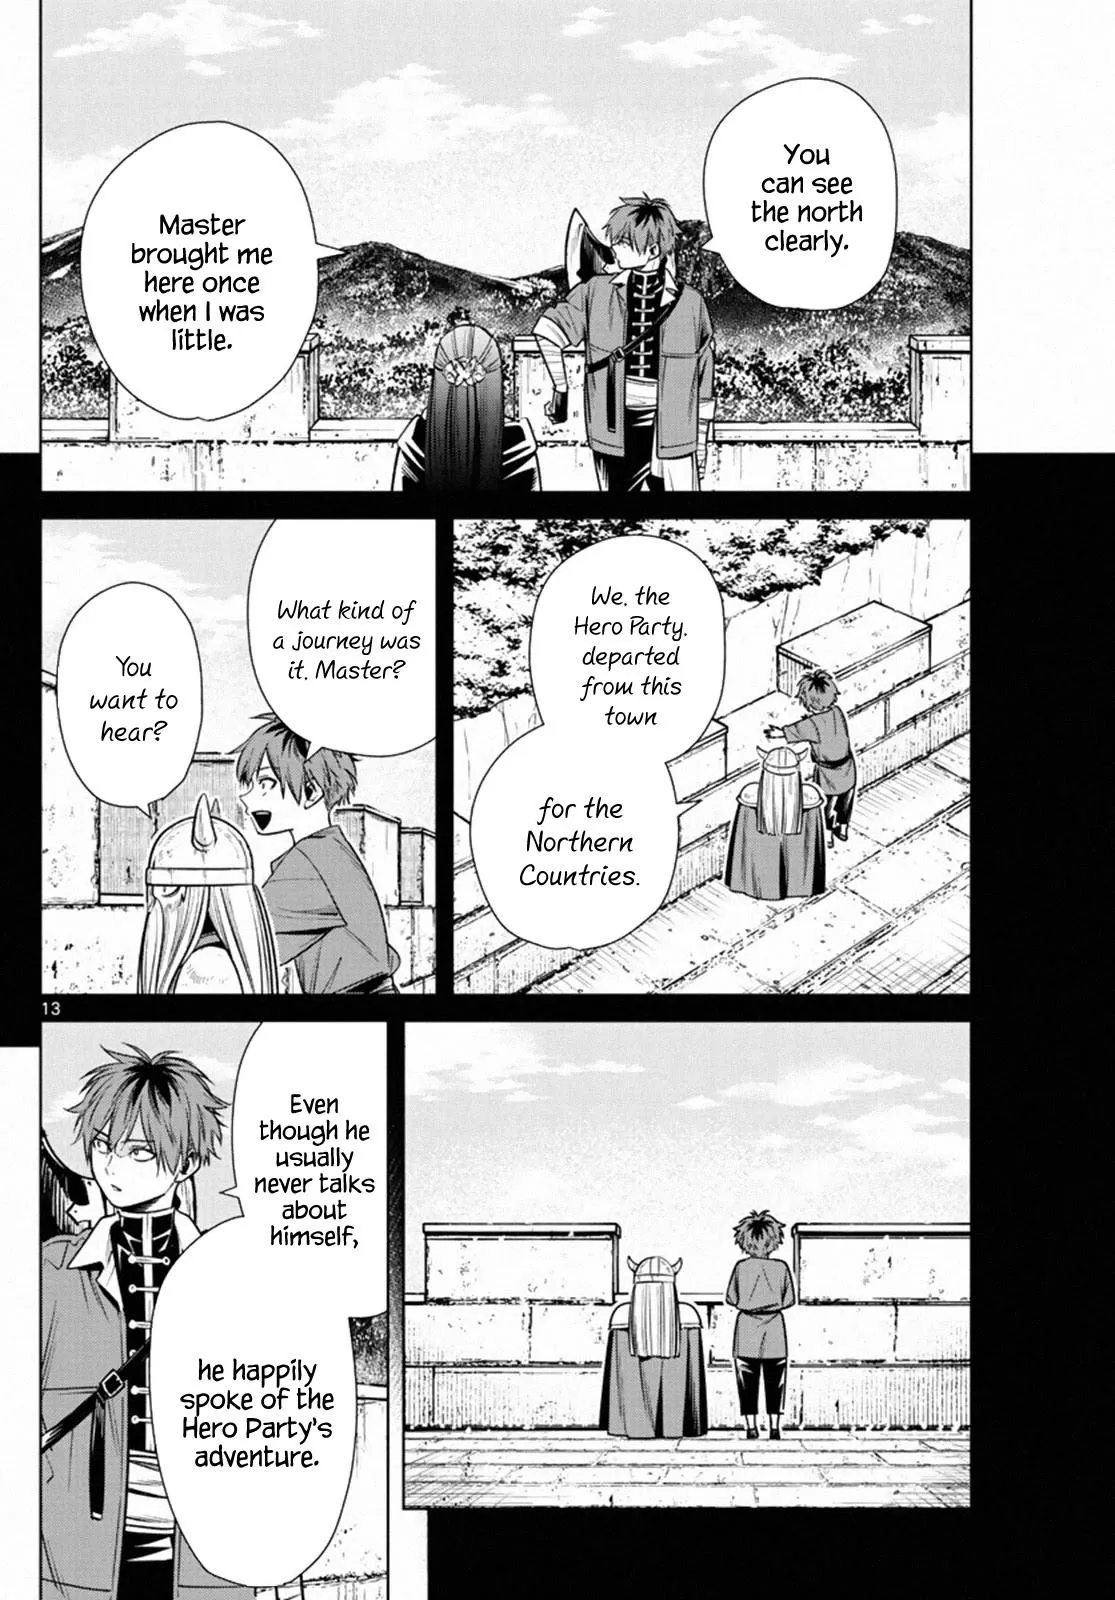 You
can see
the north
clearly.
Master
brought me
here once
when I was
little.
We, the
Hero Party,
departed
from this
town
for the
Northern
Countries.
What kind of
a journey was
it, Master?
You
want to
hear?
13
Even
though he
usually
never talks
about
himself,
he happily
spoke of the
Hero Party's
adventure.